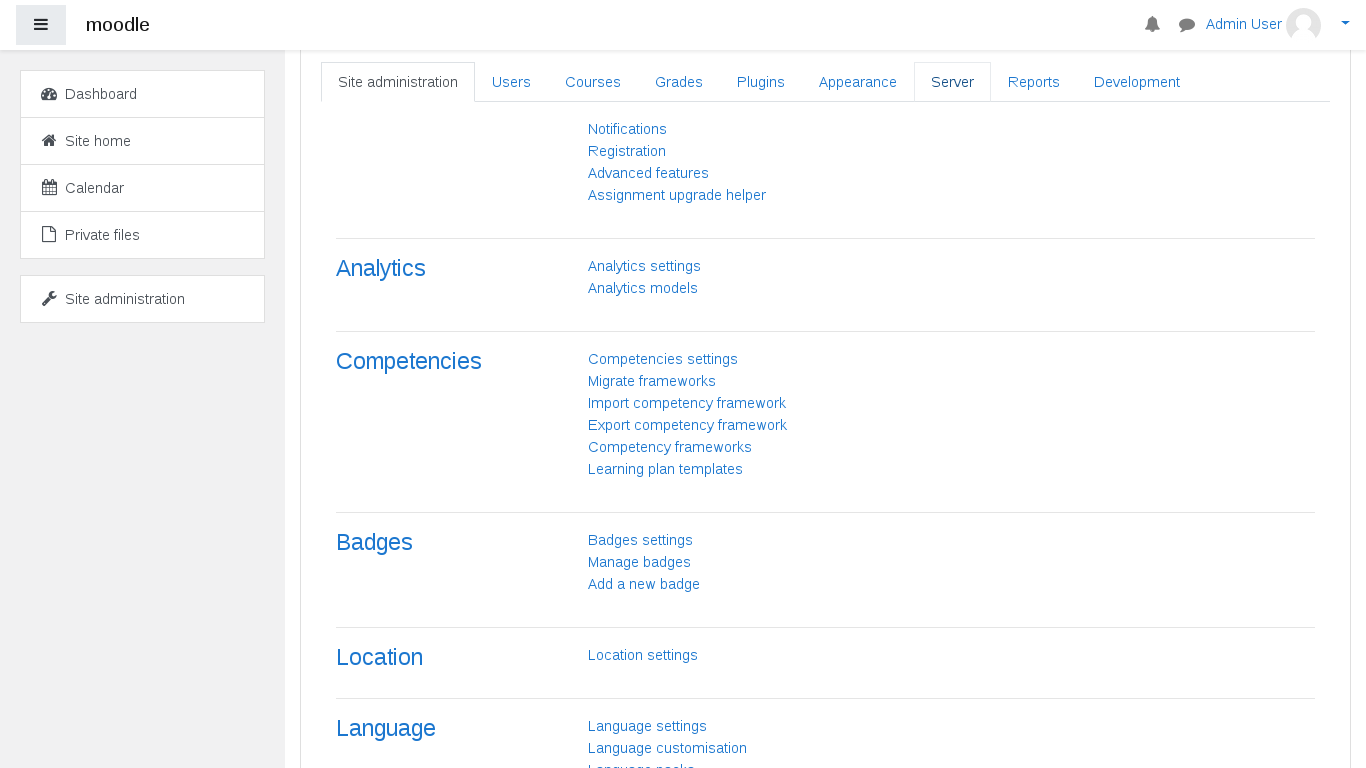 moodle
Admin User
Dashboard
Site home
Calendar
Private files
Site administration
Site administration Users Courses Grades Plugins Appearance Server Reports Development
Notifications
Registration
Advanced features
Assignment upgrade helper
Analytics
Analytics settings
Analytics models
Competencies
Competencies settings
Migrate frameworks
Import competency framework
Export competency framework
Competency frameworks
Learning plan templates
Badges
Badges settings
Manage badges
Add a new badge
Location
Location settings
Language
Language settings
Language customisation
Language packs